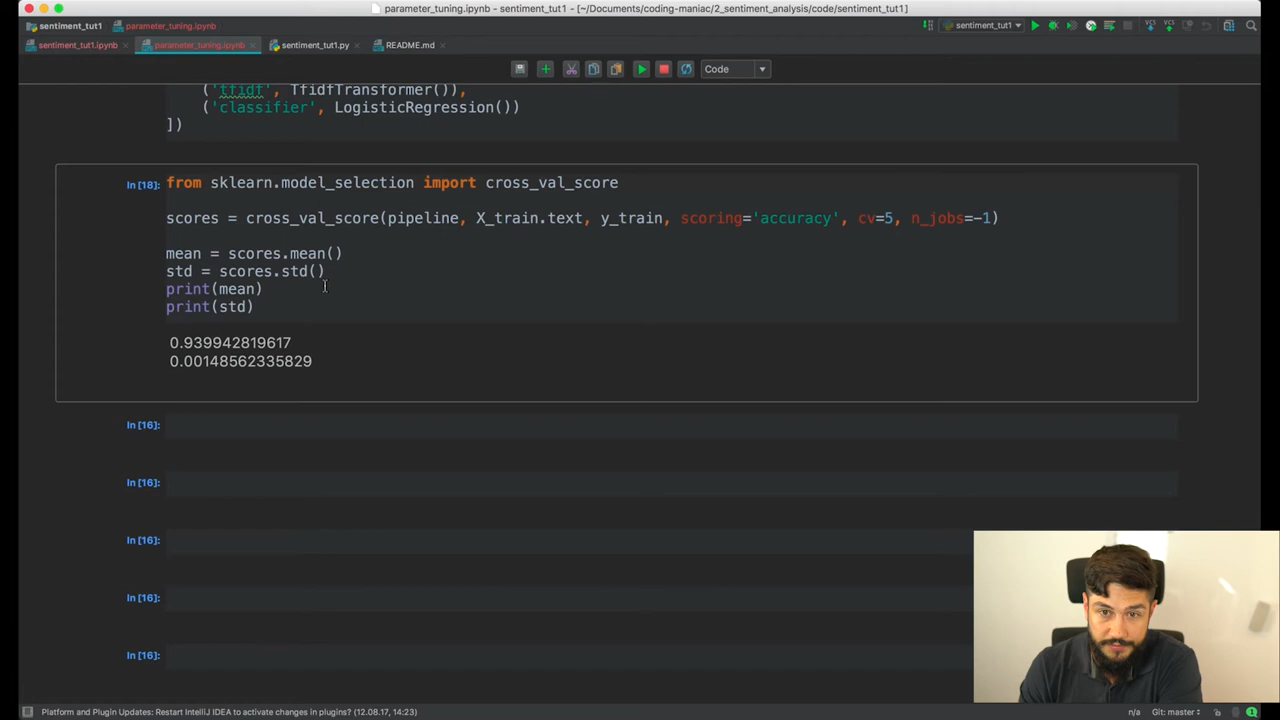 parameter_tuning.ipynb - sentiment_tut1 - [~/Documents/coding-maniac/2_sentiment_analysis/code/sentiment_tut1]
sentiment_tut1 parameter_tuning.ipynb sentiment_tut1
sentiment_tut1.ipynb parameter_tuning.ipynb sentiment_tut1.py README.md
Code
('tfidf', TfidfTransformer()),
('classifier', LogisticRegression())
])
In [18]: from sklearn.model_selection import cross_val_score
scores = cross_val_score(pipeline, X_train.text, y_train, scoring='accuracy', cv=5, n_jobs=-1)
mean = scores.mean()
std = scores.std()
print(mean)
print(std)
0.939942819617
0.00148562335829
In [16]:
In [16]:
In [16]:
In [16]:
In [16]:
Platform and Plugin Updates: Restart IntelliJ IDEA to activate changes in plugins? (12.08.17, 14:23) n/a Git: master 1